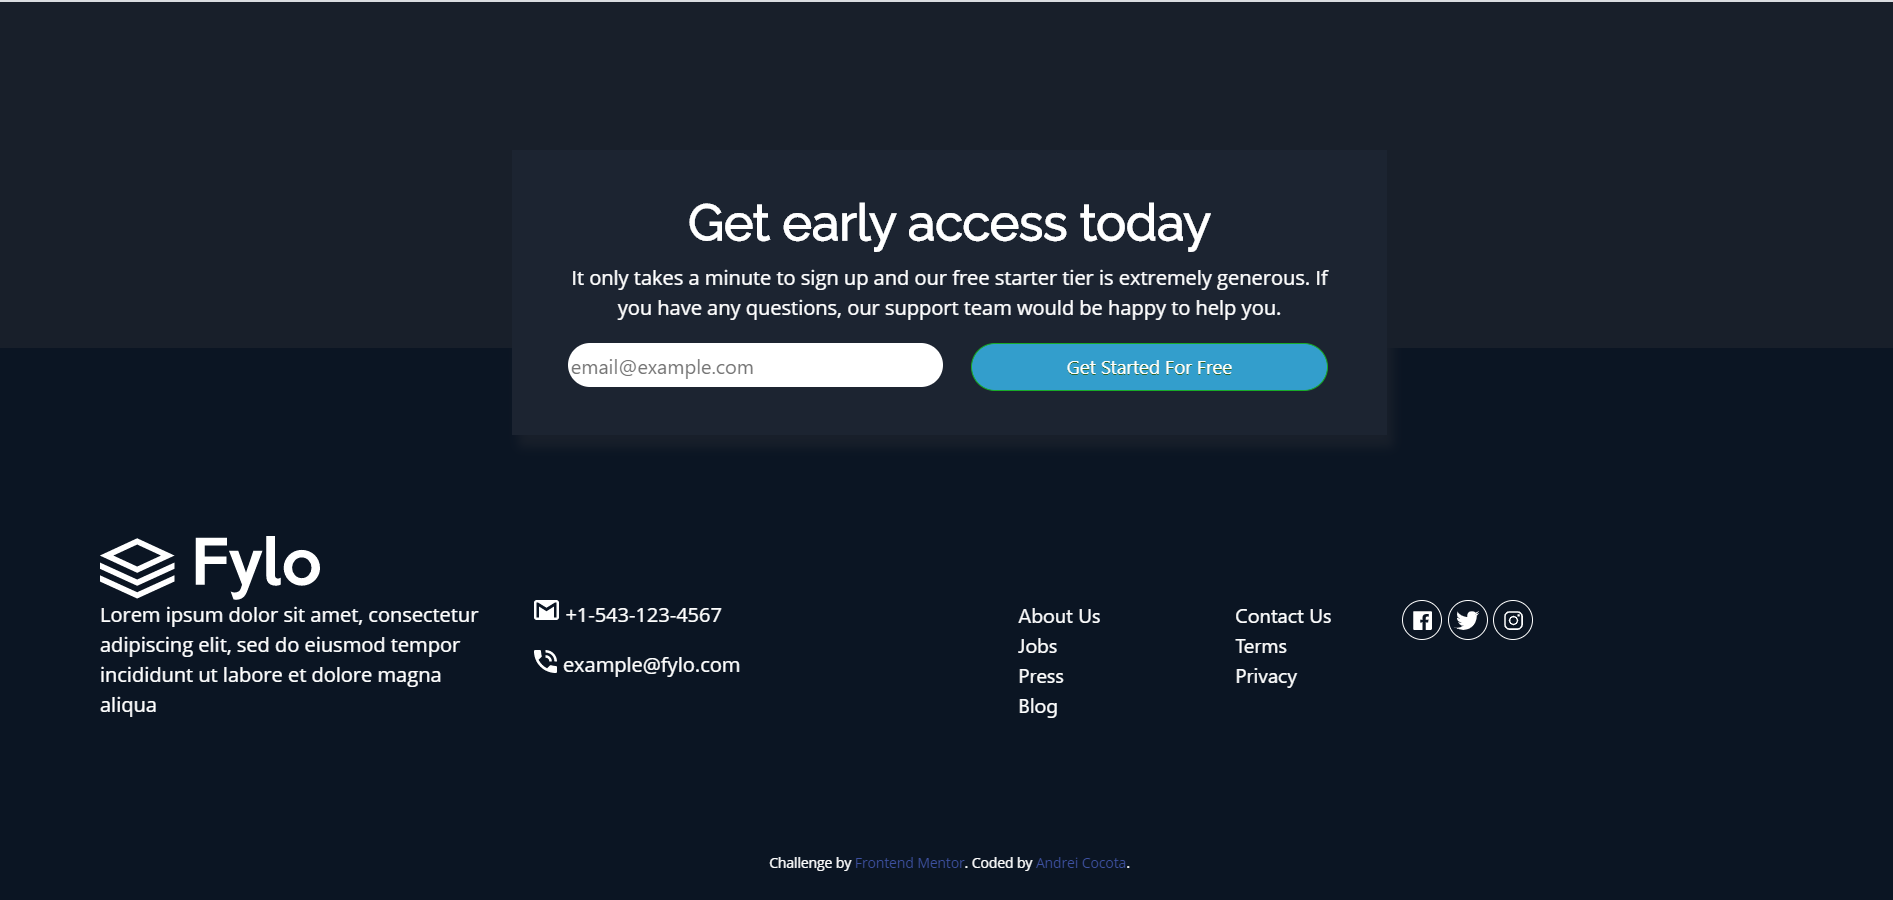 Get early access today
It only takes a minute to sign up and our free starter tier is extremely generous. If
you have any questions, our support team would be happy to help you.
email@example.com
Get Started For Free
Fylo
Lorem ipsum dolor sit amet, consectetur
adipiscing elit, sed do eiusmod tempor
incididunt ut labore et dolore magna
aliqua
+1-543-123-4567
example@fylo.com
About Us
Jobs
Press
Blog
Contact Us
Terms
Privacy
Challenge by Frontend Mentor. Coded by Andrei Cocota.